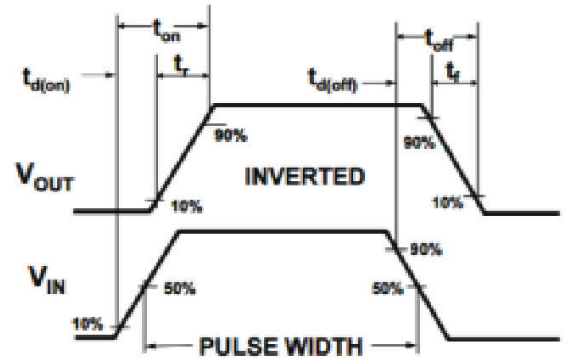 ton toff
td(on) tr td(off) tf
90% 90%
VOUT INVERTED
10% 10%
90%
VIN 50% 50%
10%
PULSE WIDTH